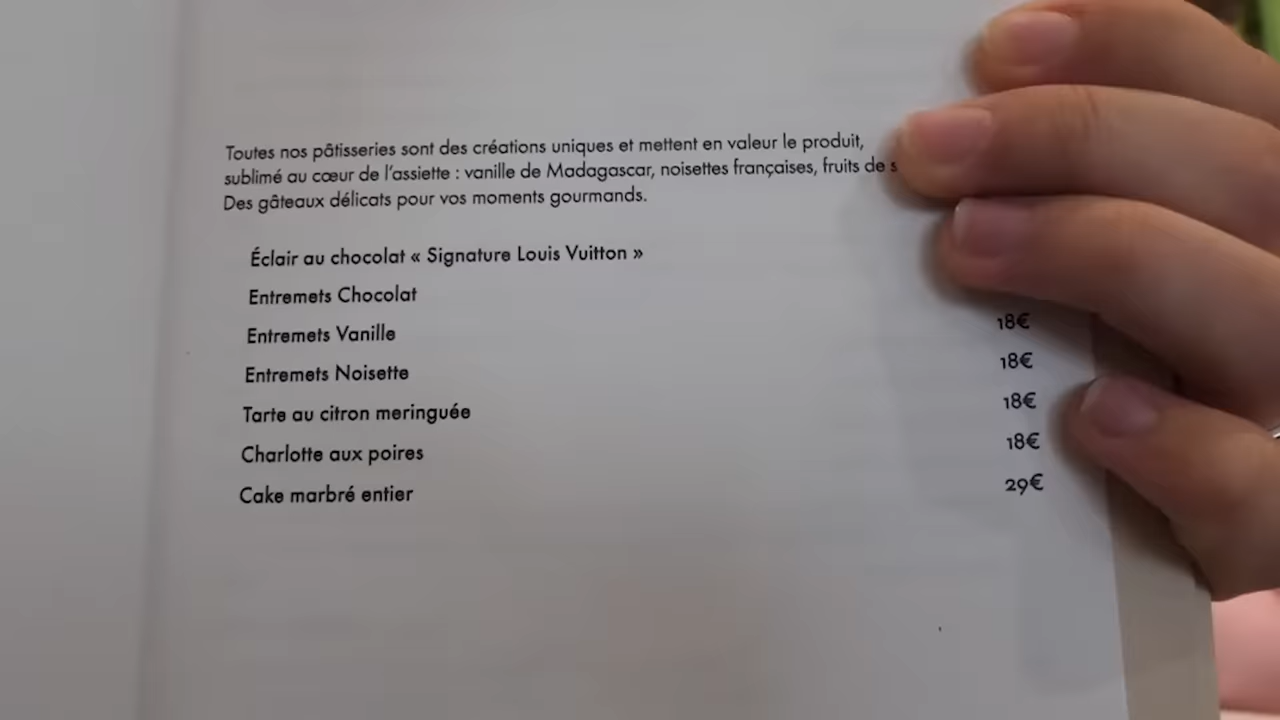 Toutes nos pâtisseries sont des créations uniques et mettent en valeur le produit,
sublimé au cœur de l'assiette : vanille de Madagascar, noisettes françaises, fruits de
Des gâteaux délicats pour vos moments gourmands.
Éclair au chocolat « Signature Louis Vuitton »
Entremets Chocolat
Entremets Vanille 18€
Entremets Noisette 18€
Tarte au citron meringuée 18€
Charlotte aux poires 18€
Cake marbré entier 29€